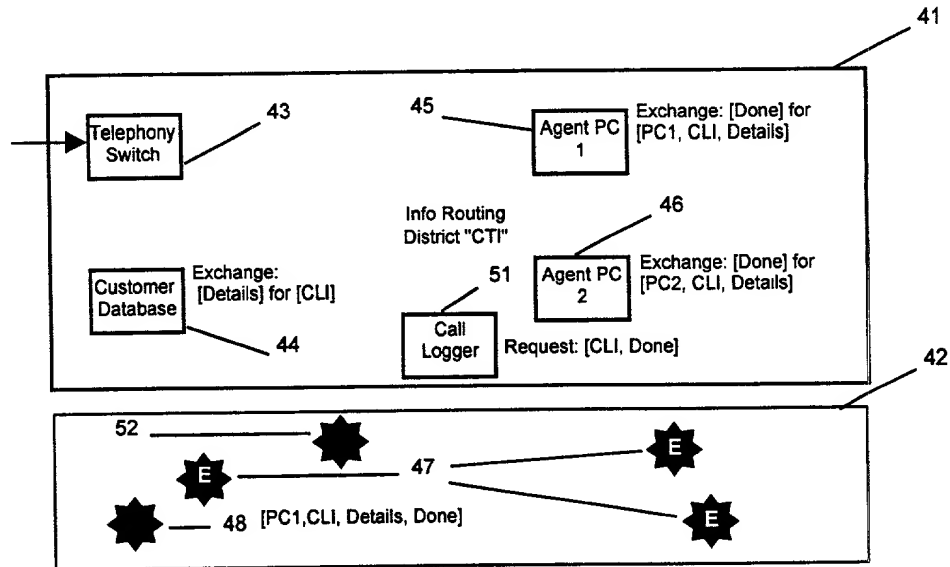 41
Telephony
Switch
43
45
Agent PC
1
Exchange: [Done] for
[PC1, CLI, Details]
Info Routing
District "CTI"
46
Customer
Database
Exchange:
[Details] for [CLI]
44
51
Agent PC
2
Exchange: [Done] for
[PC2, CLI, Details]
Call
Logger
Request: [CLI, Done]
42
52
E
47
E
48
[PC1,CLI, Details, Done]
E